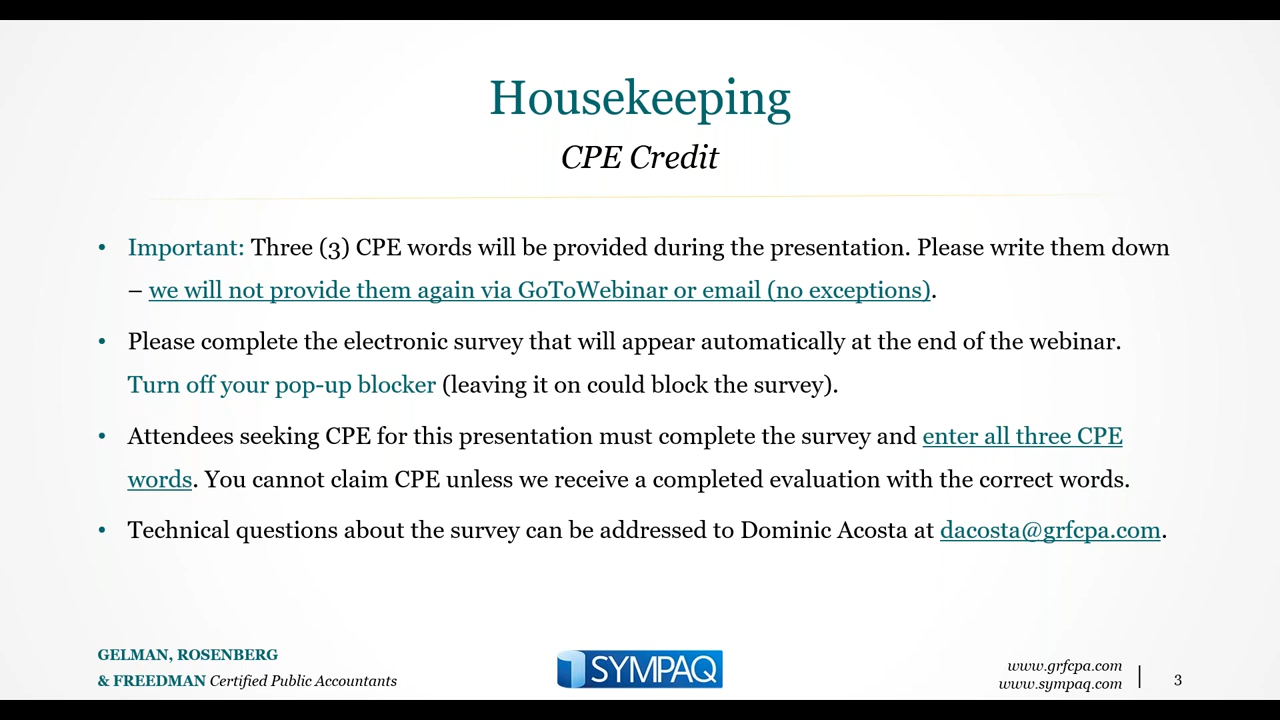 Housekeeping
CPE Credit
• Important: Three (3) CPE words will be provided during the presentation. Please write them down
– we will not provide them again via GoToWebinar or email (no exceptions).
• Please complete the electronic survey that will appear automatically at the end of the webinar.
Turn off your pop-up blocker (leaving it on could block the survey).
• Attendees seeking CPE for this presentation must complete the survey and enter all three CPE
words. You cannot claim CPE unless we receive a completed evaluation with the correct words.
• Technical questions about the survey can be addressed to Dominic Acosta at dacosta@grfcpa.com.
GELMAN, ROSENBERG
& FREEDMAN Certified Public Accountants
SYMPAQ
www.grfcpa.com
www.sympaq.com
3